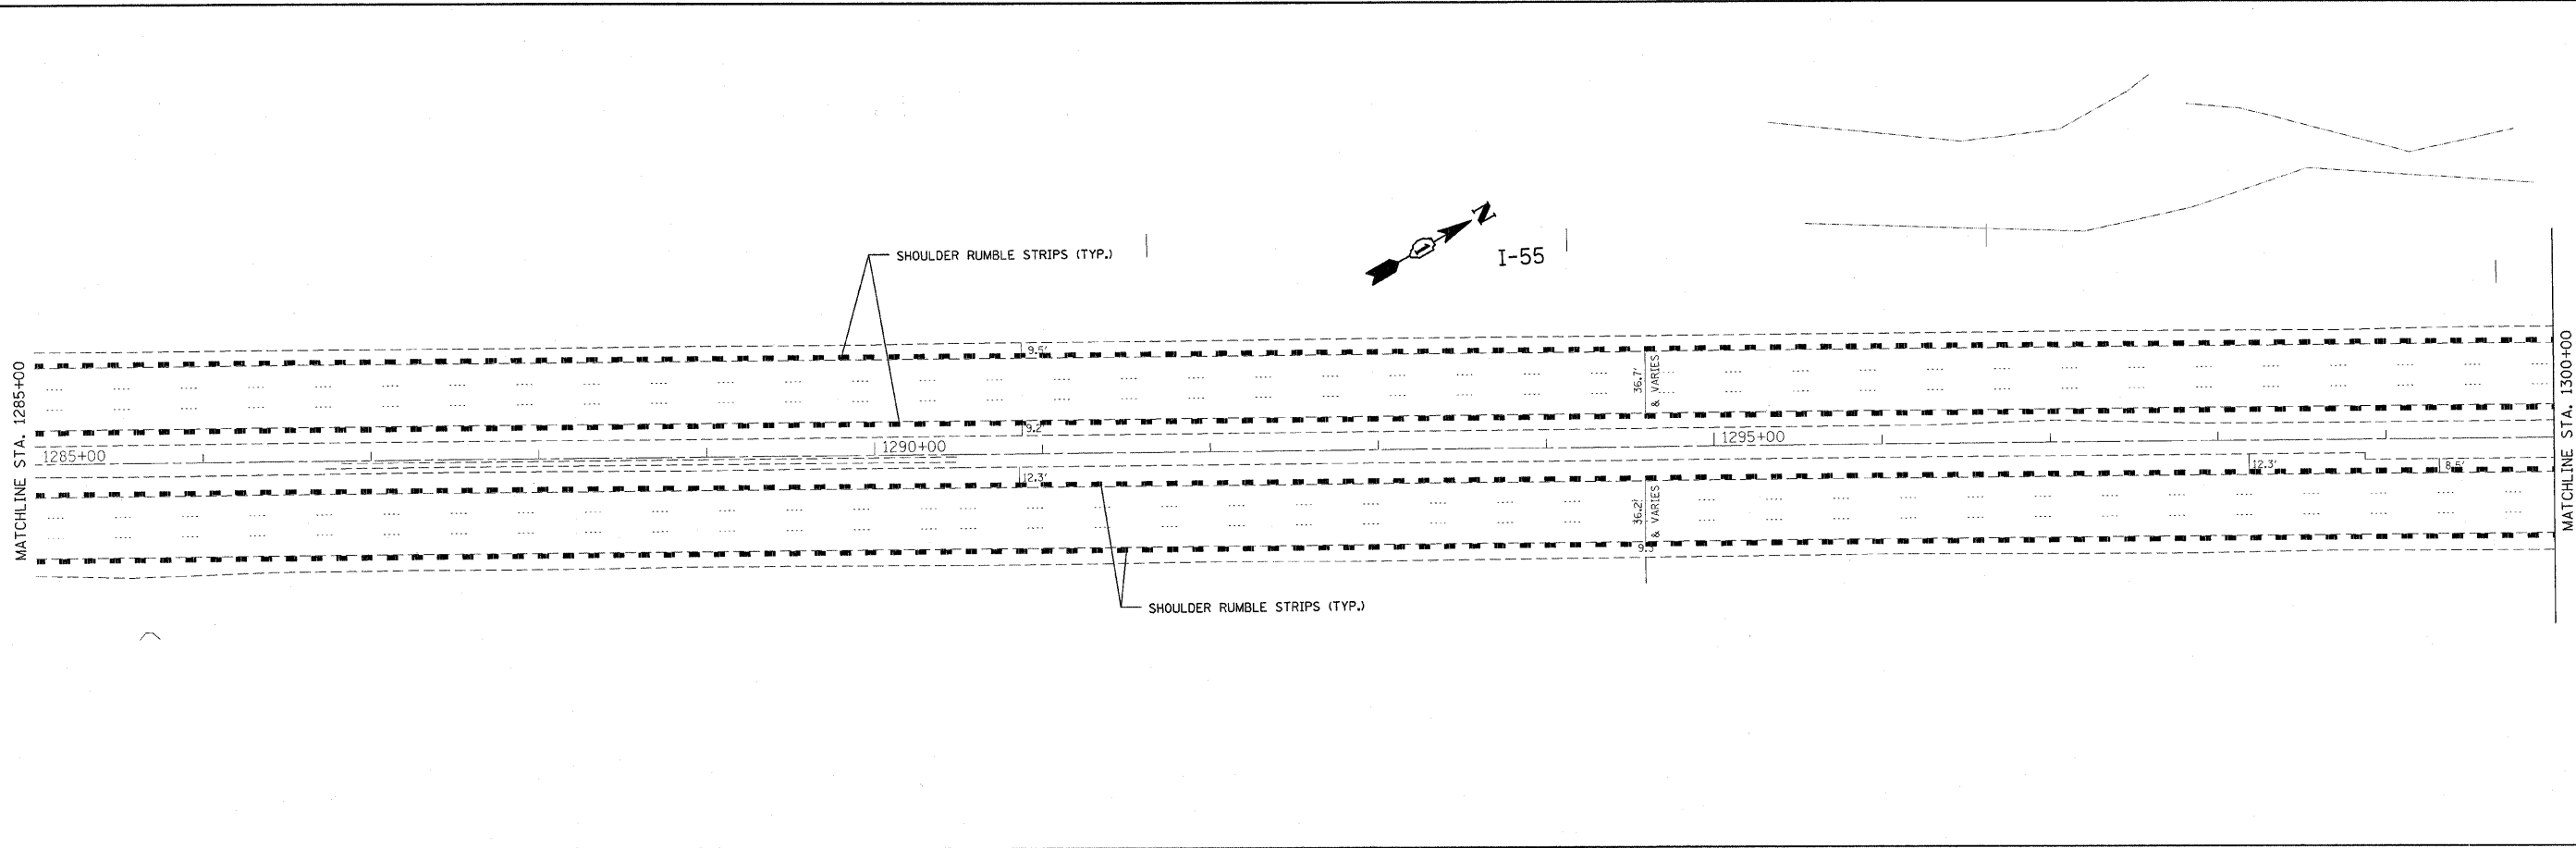 SHOULDER RUMBLE STRIPS (TYP.)
N
I-55
MATCHLINE STA. 1285+00
MATCHLINE STA. 1300+00
9.5'
36.7'
& VARIES
9.2'
1285+00
1290+00
1295+00
12.3'
12.3'
8.5'
36.2'
& VARIES
SHOULDER RUMBLE STRIPS (TYP.)